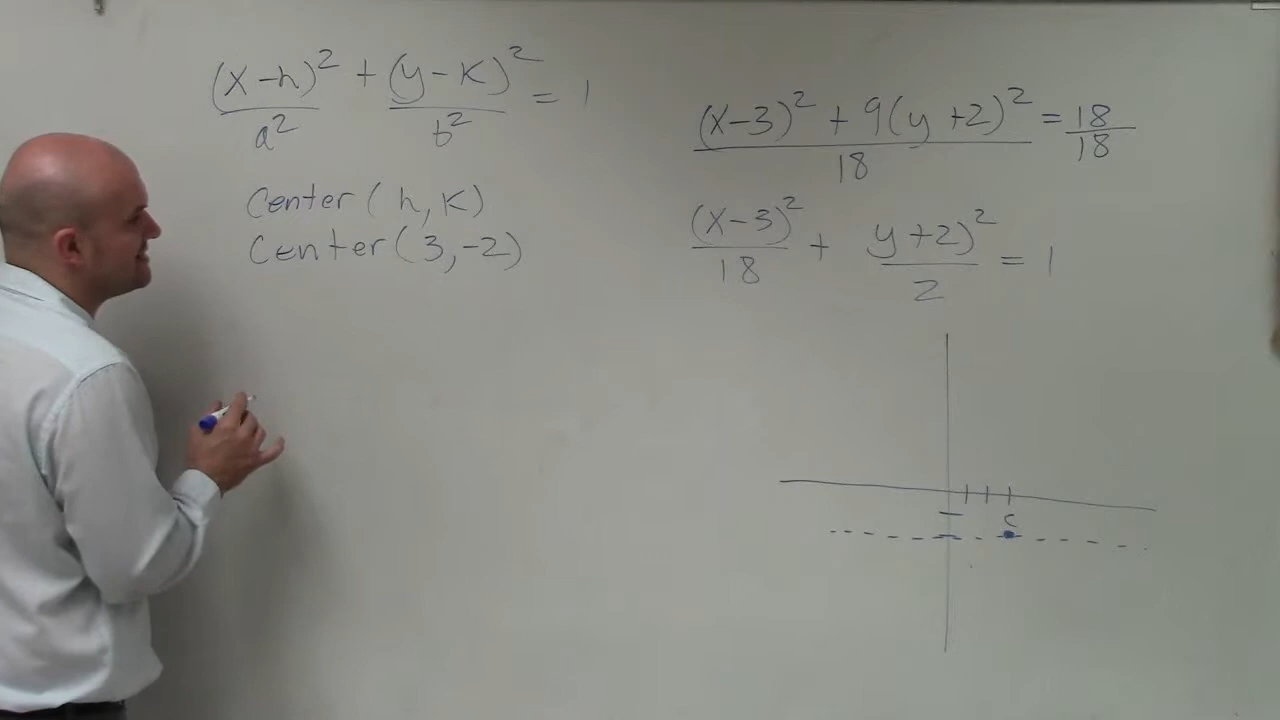 (x-h)² + (y-K)² = 1
a² b²
Center (h, K)
Center (3, -2)
(x-3)² + 9(y+2)² = 18
18 18
(x-3)² + y+2)² = 1
18 2
C